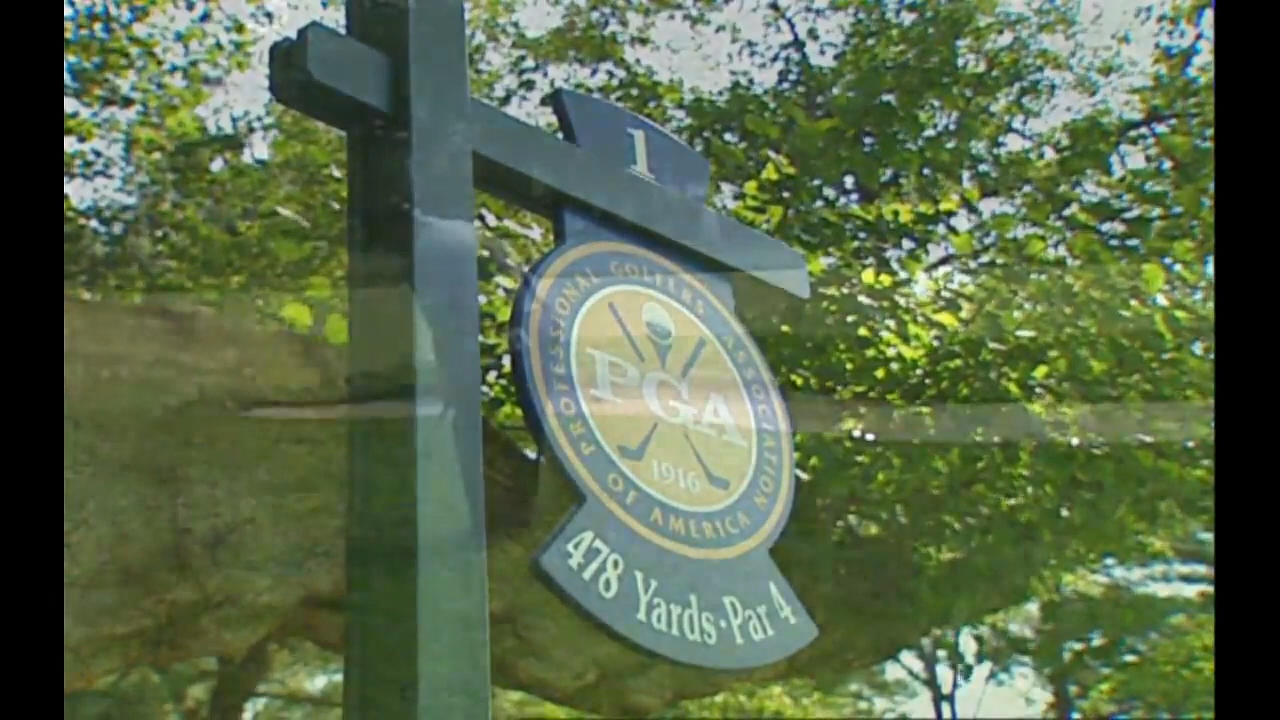 1
PROFESSIONAL GOLFERS ASSOCIATION
OF AMERICA
PGA
1916
478 Yards·Par 4